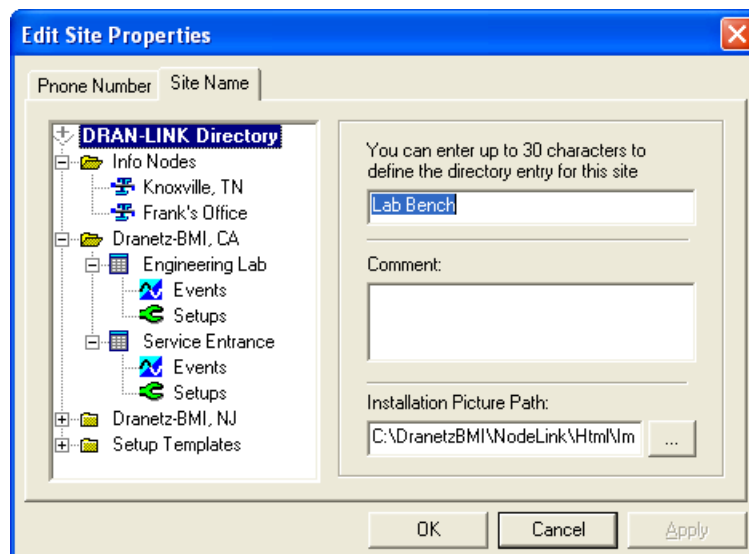 Edit Site Properties
Phone Number
Site Name
DRAN-LINK Directory
Info Nodes
Knoxville, TN
Frank's Office
Dranetz-BMI, CA
Engineering Lab
Events
Setups
Service Entrance
Events
Setups
Dranetz-BMI, NJ
Setup Templates
You can enter up to 30 characters to
define the directory entry for this site
Lab Bench
Comment:
Installation Picture Path:
C:\DranetzBMI\NodeLink\Html\Im
...
OK
Cancel
Apply